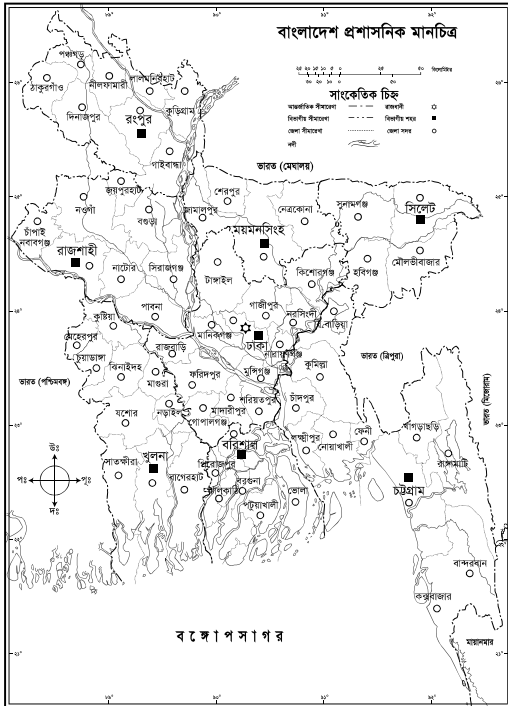 বাংলাদেশ প্রশাসনিক মানচিত্র
কিলোমিটার
সাংকেতিক চিহ্ন
আন্তর্জাতিক সীমারেখা
রাজধানী
বিভাগীয় সীমারেখা
বিভাগীয় শহর
জেলা সীমারেখা
জেলা সদর
নদী
পঞ্চগড়
ঠাকুরগাঁও
নীলফামারী
লালমনিরহাট
দিনাজপুর
রংপুর
কুড়িগ্রাম
গাইবান্ধা
ভারত (মেঘালয়)
জয়পুরহাট
শেরপুর
নওগাঁ
বগুড়া
জামালপুর
নেত্রকোনা
সুনামগঞ্জ
সিলেট
চাঁপাই
নবাবগঞ্জ
ময়মনসিংহ
রাজশাহী
নাটোর
সিরাজগঞ্জ
টাঙ্গাইল
কিশোরগঞ্জ
হবিগঞ্জ
মৌলভীবাজার
পাবনা
গাজীপুর
নরসিংদী
কুষ্টিয়া
মানিকগঞ্জ
বি.বাড়িয়া
মেহেরপুর
ঢাকা
নারায়ণগঞ্জ
রাজবাড়ি
চুয়াডাঙ্গা
ভারত (ত্রিপুরা)
ঝিনাইদহ
মুন্সিগঞ্জ
কুমিল্লা
ভারত (পশ্চিমবঙ্গ)
মাগুরা
ফরিদপুর
শরিয়তপুর
চাঁদপুর
ভারত (মিজোরাম)
যশোর
নড়াইল
মাদারীপুর
গোপালগঞ্জ
ফেনী
খাগড়াছড়ি
লক্ষ্মীপুর
নোয়াখালী
বরিশাল
রাঙ্গামাটি
সাতক্ষীরা
খুলনা
পিরোজপুর
বাগেরহাট
ঝালকাঠি
বরগুনা
ভোলা
পটুয়াখালী
চট্টগ্রাম
উঃ
পঃ
পূঃ
দঃ
বান্দরবান
কক্সবাজার
বঙ্গোপসাগর
মায়ানমার